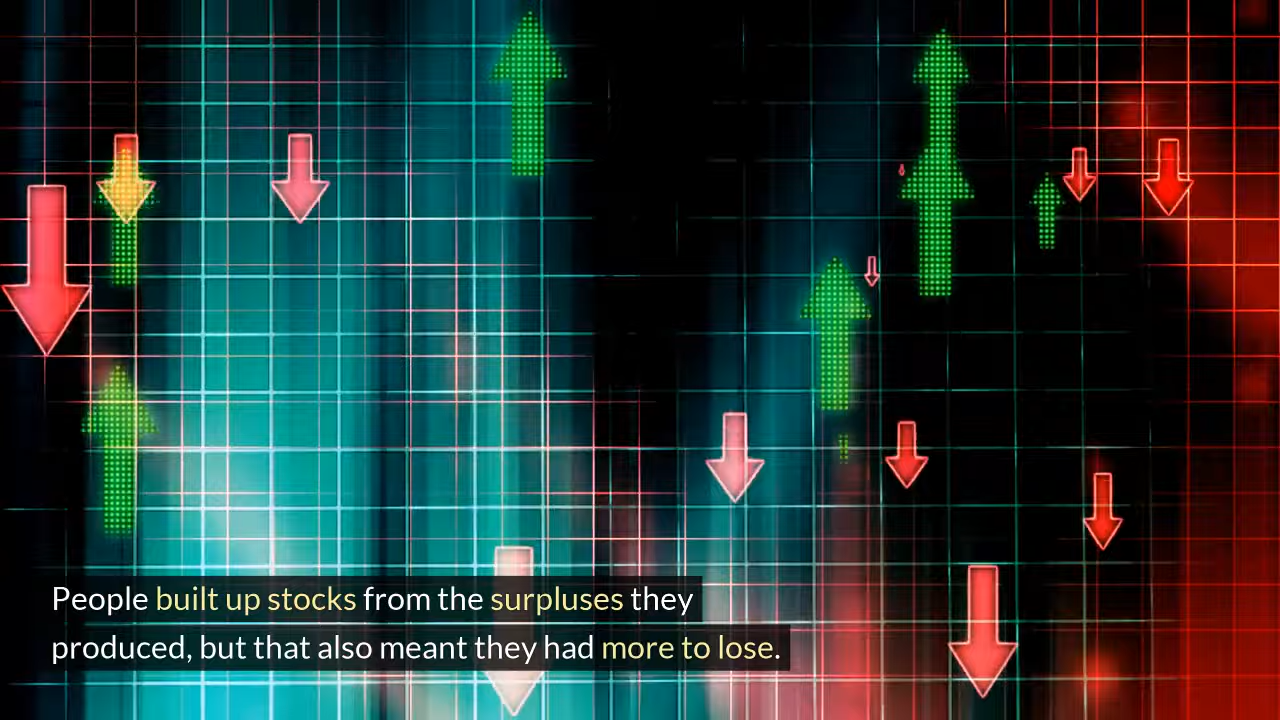 People built up stocks from the surpluses they
produced, but that also meant they had more to lose.